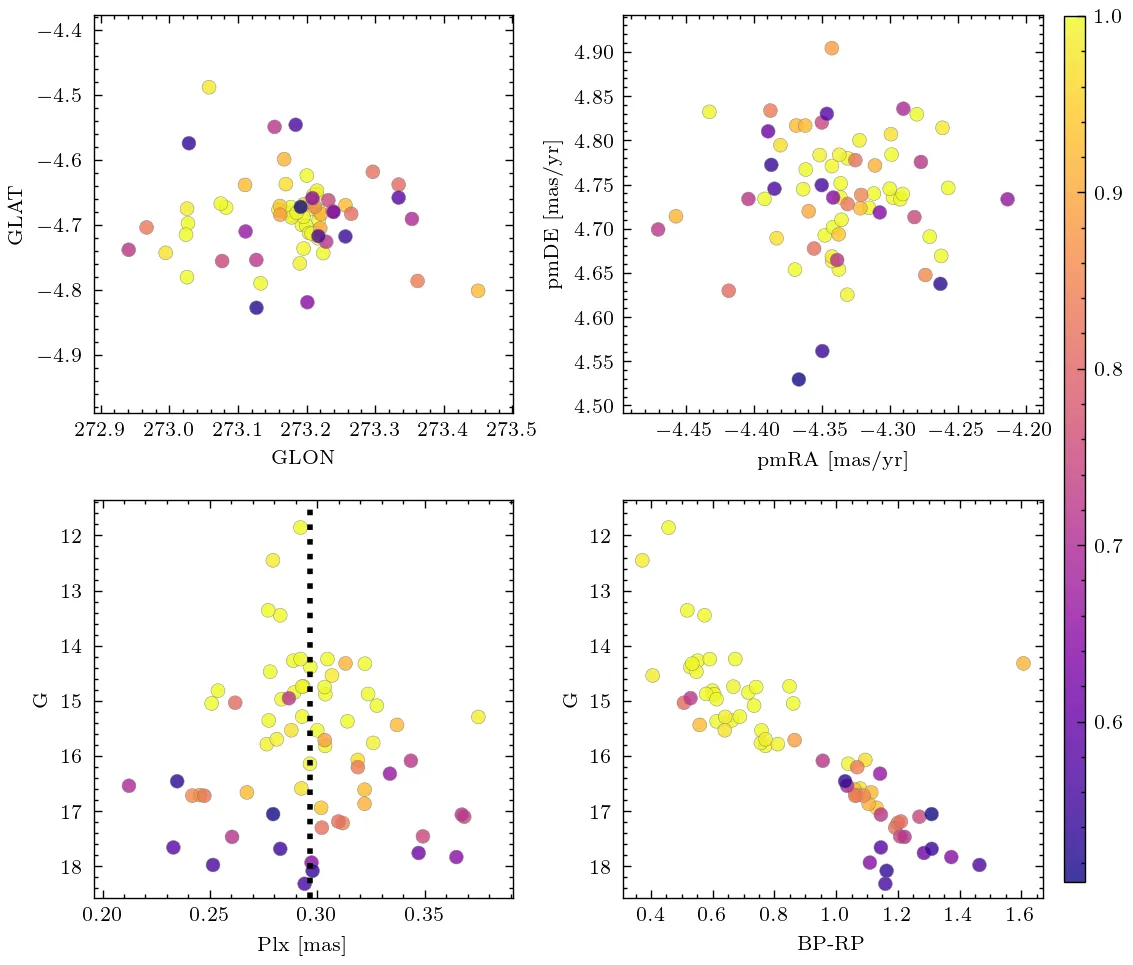 −4.4
−4.5
−4.6
−4.7
−4.8
−4.9
GLAT
272.9 273.0 273.1 273.2 273.3 273.4 273.5
GLON
4.90
4.85
4.80
4.75
4.70
4.65
4.60
4.55
4.50
pmDE [mas/yr]
−4.45 −4.40 −4.35 −4.30 −4.25 −4.20
pmRA [mas/yr]
12
13
14
15
16
17
18
G
0.20 0.25 0.30 0.35
Plx [mas]
12
13
14
15
16
17
18
G
0.4 0.6 0.8 1.0 1.2 1.4 1.6
BP-RP
1.0
0.9
0.8
0.7
0.6